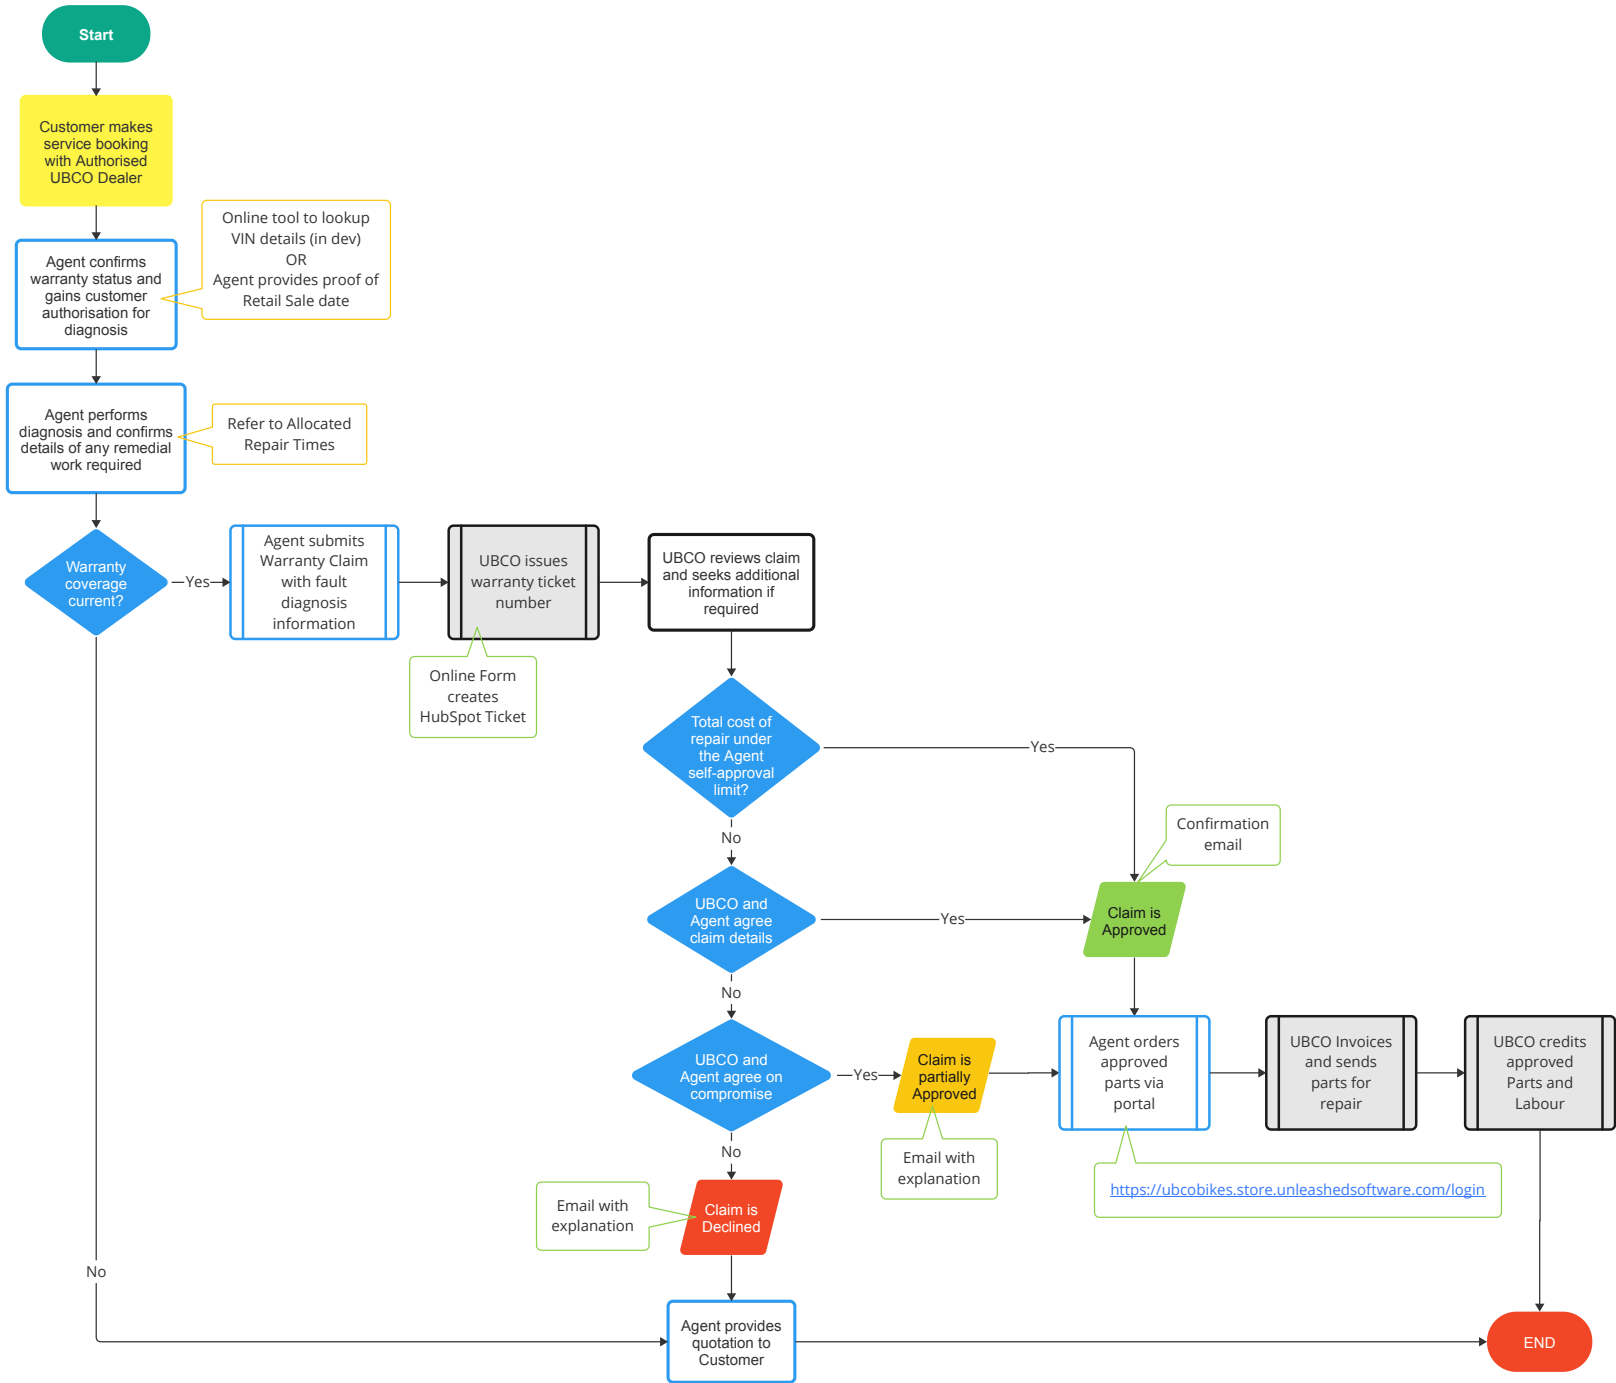 Start
Customer makes
service booking
with Authorised
UBCO Dealer
Online tool to lookup
VIN details (in dev)
OR
Agent provides proof of
Retail Sale date
Agent confirms
warranty status and
gains customer
authorisation for
diagnosis
Agent performs
diagnosis and confirms
details of any remedial
work required
Refer to Allocated
Repair Times
Warranty
coverage
current?
Yes
Agent submits
Warranty Claim
with fault
diagnosis
information
UBCO issues
warranty ticket
number
UBCO reviews claim
and seeks additional
information if
required
Online Form
creates
HubSpot Ticket
Total cost of
repair under
the Agent
self-approval
limit?
Yes
No
Confirmation
email
UBCO and
Agent agree
claim details
Yes
Claim is
Approved
No
UBCO and
Agent agree on
compromise
Yes
Claim is
partially
Approved
Agent orders
approved
parts via
portal
UBCO Invoices
and sends
parts for
repair
UBCO credits
approved
Parts and
Labour
No
Email with
explanation
https://ubcobikes.store.unleashedsoftware.com/login
Email with
explanation
Claim is
Declined
No
Agent provides
quotation to
Customer
END